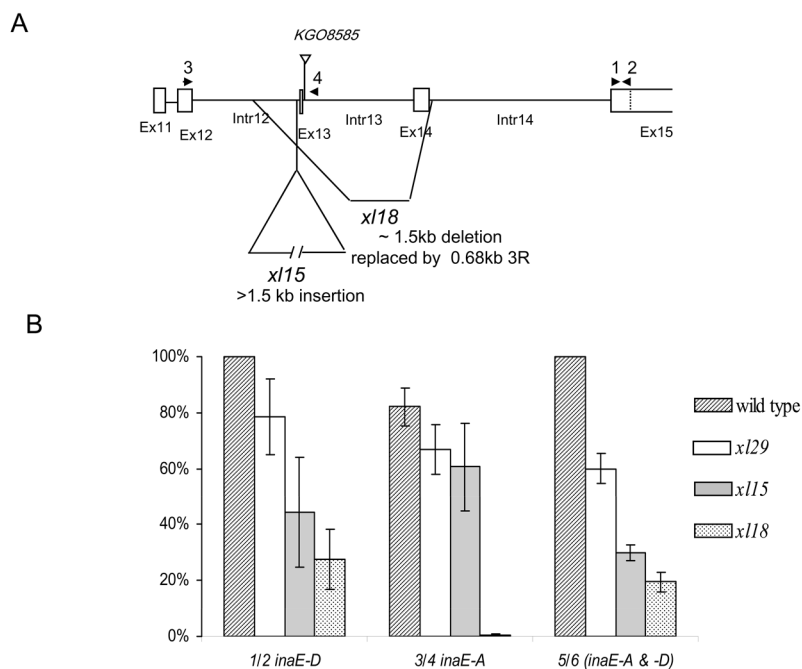 A
KGO8585
3
4
1 2
Ex11
Ex12
Intr12
Ex13
Intr13
Ex14
Intr14
Ex15
xl18
~ 1.5kb deletion
replaced by 0.68kb 3R
xl15
>1.5 kb insertion
B
100%
80%
60%
40%
20%
0%
1/2 inaE-D
3/4 inaE-A
5/6 (inaE-A & -D)
wild type
xl29
xl15
xl18